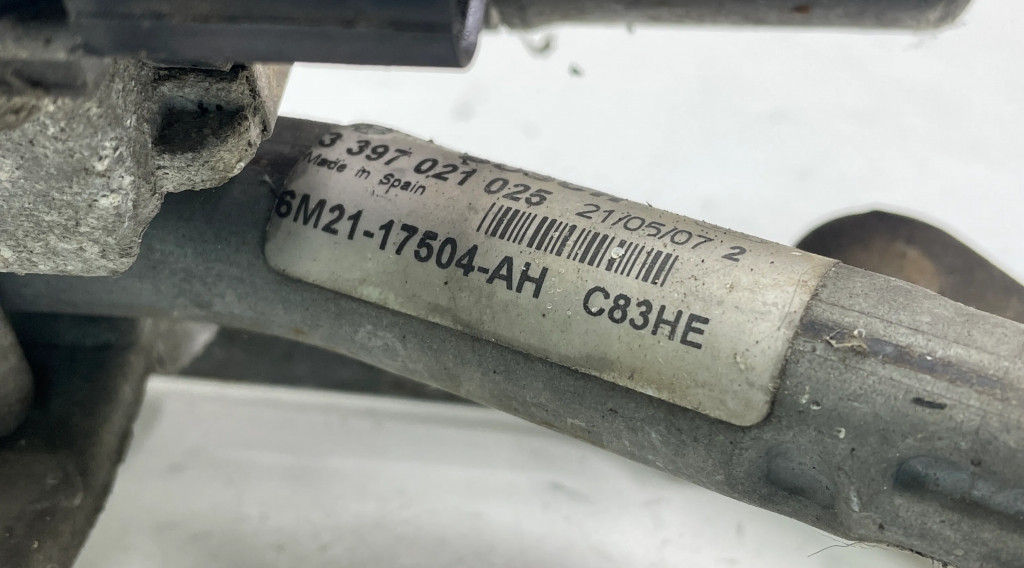 3 397 021 025 21/05/07 2
Made in Spain
6M21-17504-AH C83HE